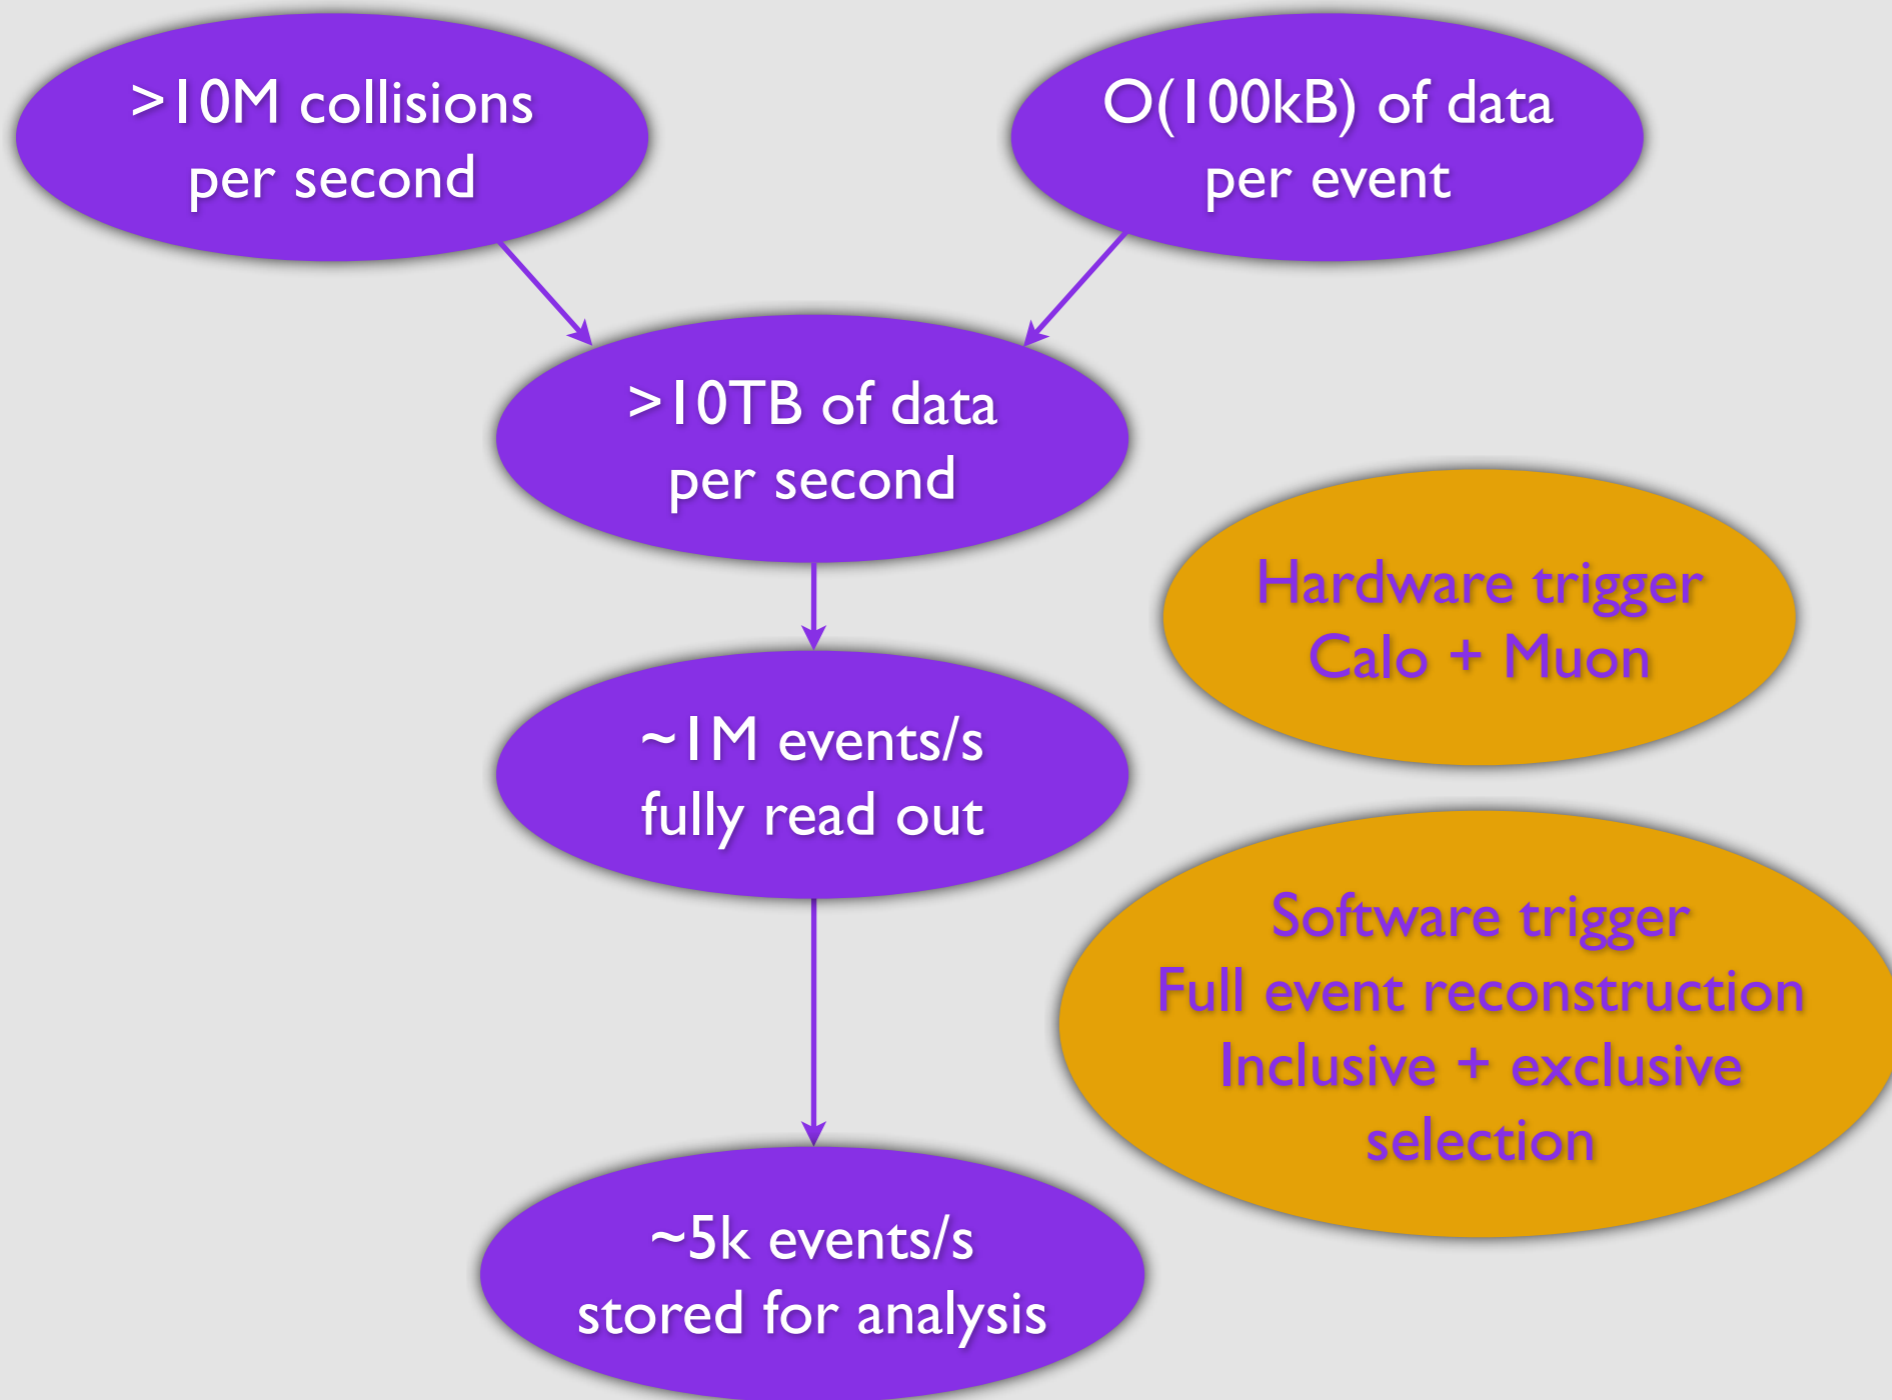 >10M collisions
per second
O(100kB) of data
per event
>10TB of data
per second
Hardware trigger
Calo + Muon
~1M events/s
fully read out
Software trigger
Full event reconstruction
Inclusive + exclusive
selection
~5k events/s
stored for analysis